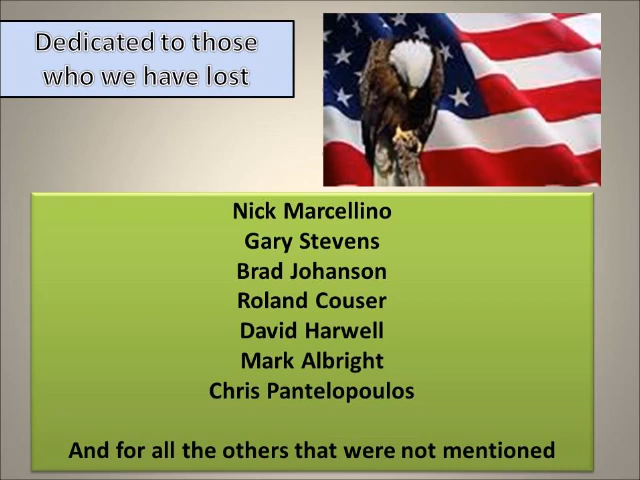 Dedicated to those
who we have lost
Nick Marcellino
Gary Stevens
Brad Johanson
Roland Couser
David Harwell
Mark Albright
Chris Pantelopoulos
And for all the others that were not mentioned